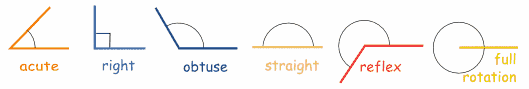 acute
right
obtuse
straight
reflex
full
rotation